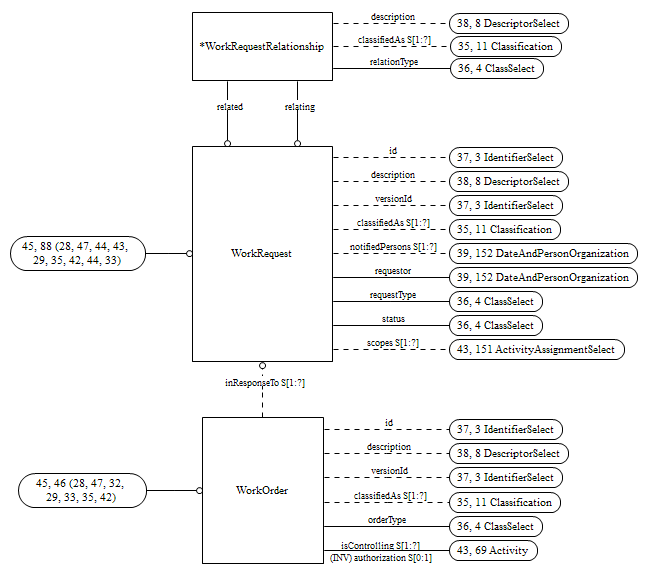 description
38, 8 DescriptorSelect
classifiedAs S[1:?]
35, 11 Classification
*WorkRequestRelationship
relationType
36, 4 ClassSelect
related
relating
id
37, 3 IdentifierSelect
description
38, 8 DescriptorSelect
versionId
37, 3 IdentifierSelect
classifiedAs S[1:?]
35, 11 Classification
45, 88 (28, 47, 44, 43,
29, 35, 42, 44, 33)
WorkRequest
notifiedPersons S[1:?]
39, 152 DateAndPersonOrganization
requestor
39, 152 DateAndPersonOrganization
requestType
36, 4 ClassSelect
status
36, 4 ClassSelect
scopes S[1:?]
43, 151 ActivityAssignmentSelect
inResponseTo S[1:?]
id
37, 3 IdentifierSelect
description
38, 8 DescriptorSelect
versionId
37, 3 IdentifierSelect
45, 46 (28, 47, 32,
29, 33, 35, 42)
WorkOrder
classifiedAs S[1:?]
35, 11 Classification
orderType
36, 4 ClassSelect
isControlling S[1:?]
(INV) authorization S[0:1]
43, 69 Activity